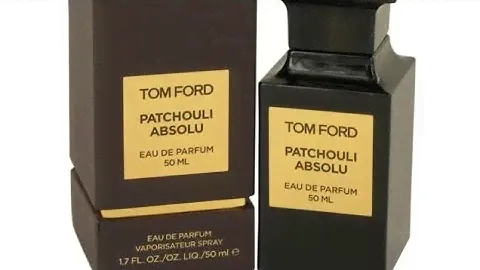 TOM FORD
PATCHOULI
ABSOLU
EAU DE PARFUM
50 ML
EAU DE PARFUM
VAPORISATEUR SPRAY
1.7 FL. OZ./OZ. LIQ./50 ml ℮
TOM FORD
PATCHOULI
ABSOLU
EAU DE PARFUM
50 ML